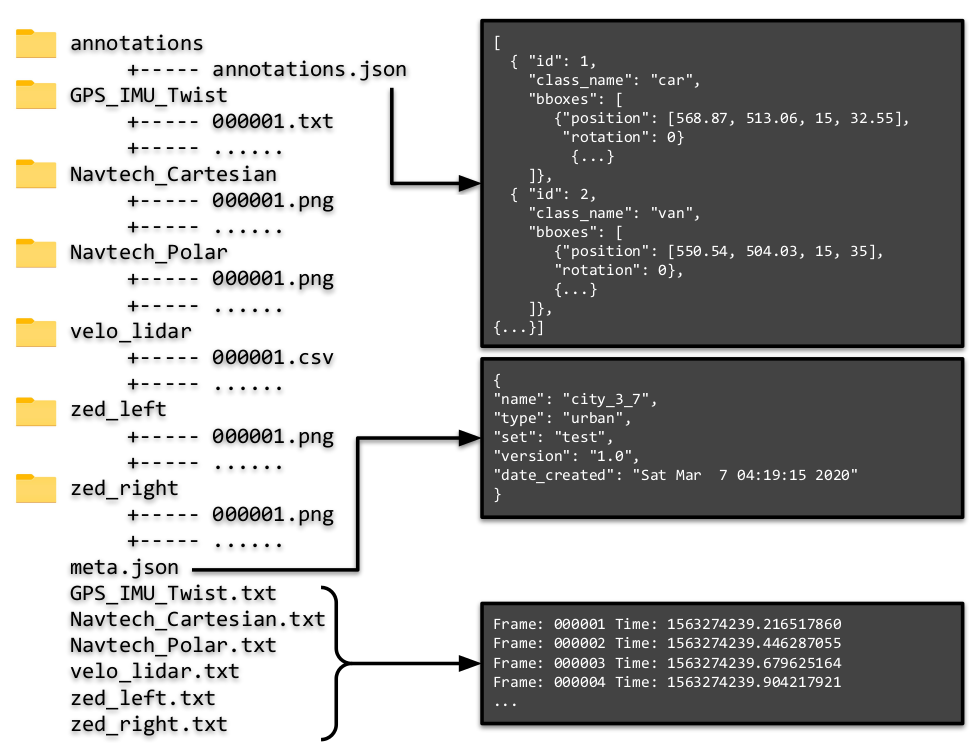 annotations
+----- annotations.json
GPS_IMU_Twist
+----- 000001.txt
+----- ......
Navtech_Cartesian
+----- 000001.png
+----- ......
Navtech_Polar
+----- 000001.png
+----- ......
velo_lidar
+----- 000001.csv
+----- ......
zed_left
+----- 000001.png
+----- ......
zed_right
+----- 000001.png
+----- ......
meta.json
GPS_IMU_Twist.txt
Navtech_Cartesian.txt
Navtech_Polar.txt
velo_lidar.txt
zed_left.txt
zed_right.txt
[
{ "id": 1,
"class_name": "car",
"bboxes": [
{"position": [568.87, 513.06, 15, 32.55],
"rotation": 0}
{...}
]},
{ "id": 2,
"class_name": "van",
"bboxes": [
{"position": [550.54, 504.03, 15, 35],
"rotation": 0},
{...}
]},
{...}]
{
"name": "city_3_7",
"type": "urban",
"set": "test",
"version": "1.0",
"date_created": "Sat Mar  7 04:19:15 2020"
}
Frame: 000001 Time: 1563274239.216517860
Frame: 000002 Time: 1563274239.446287055
Frame: 000003 Time: 1563274239.679625164
Frame: 000004 Time: 1563274239.904217921
...